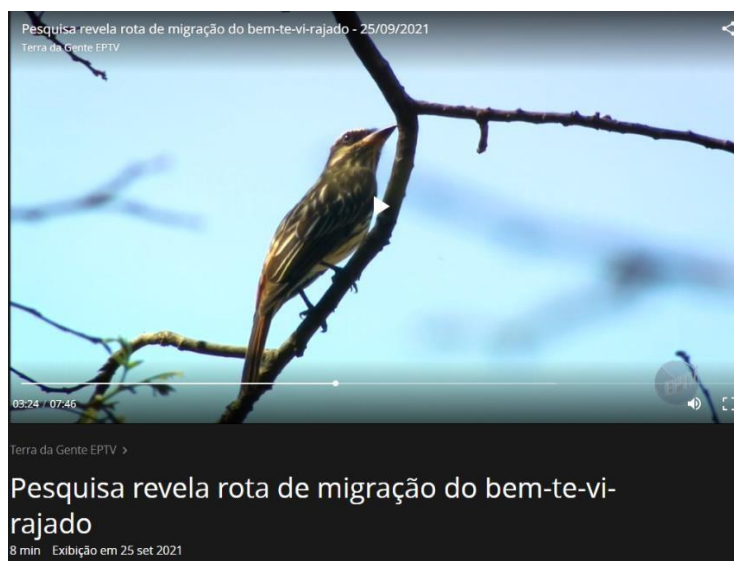 Pesquisa revela rota de migração do bem-te-vi-rajado - 25/09/2021
Terra da Gente EPTV
EPTV
03:24 / 07:46
Terra da Gente EPTV >
Pesquisa revela rota de migração do bem-te-vi-
rajado
8 min Exibição em 25 set 2021